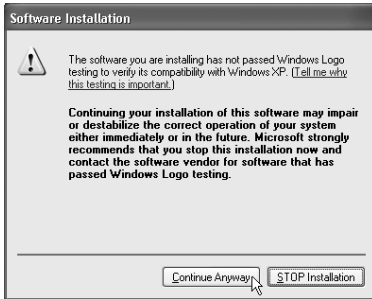 Software Installation
The software you are installing has not passed Windows Logo
testing to verify its compatibility with Windows XP. (Tell me why
this testing is important.)
Continuing your installation of this software may impair
or destabilize the correct operation of your system
either immediately or in the future. Microsoft strongly
recommends that you stop this installation now and
contact the software vendor for software that has
passed Windows Logo testing.
Continue Anyway STOP Installation